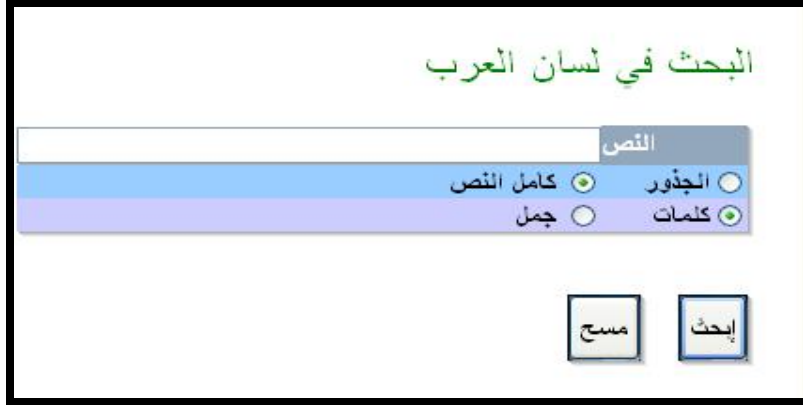 البحث في لسان العرب
النص
الجذور كامل النص
كلمات جمل
إبحث مسح